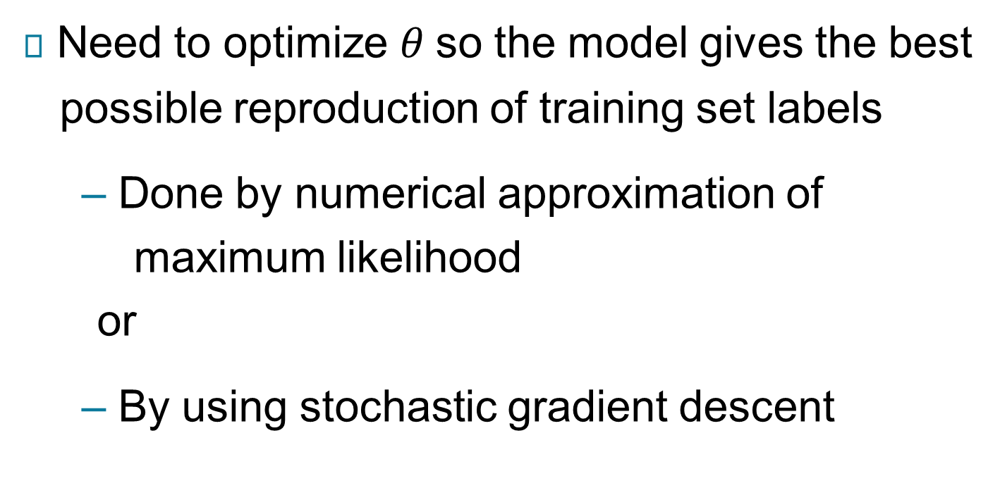 ▯ Need to optimize θ so the model gives the best
possible reproduction of training set labels
– Done by numerical approximation of
maximum likelihood
or
– By using stochastic gradient descent